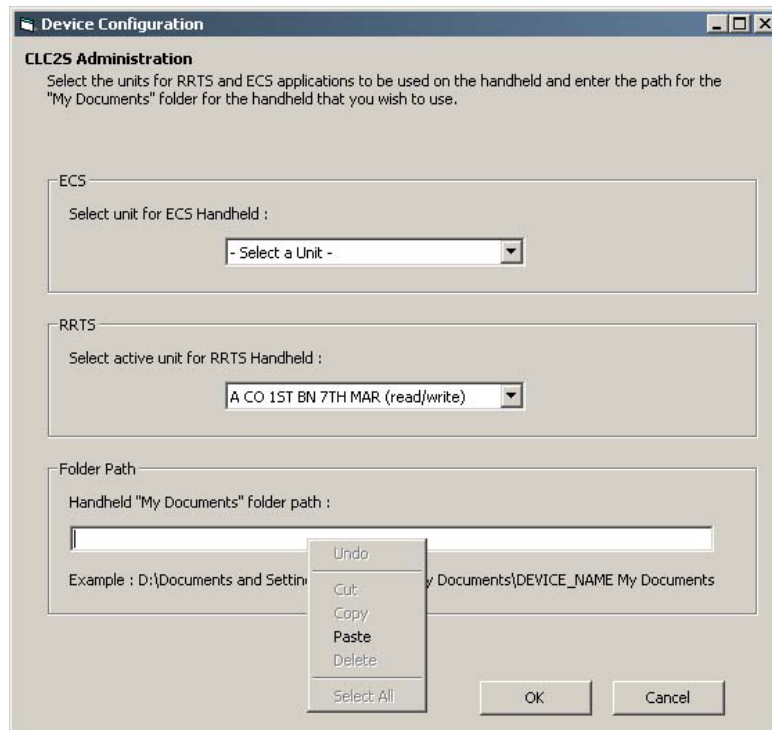 Device Configuration
CLC2S Administration
Select the units for RRTS and ECS applications to be used on the handheld and enter the path for the
"My Documents" folder for the handheld that you wish to use.
ECS
Select unit for ECS Handheld :
- Select a Unit -
RRTS
Select active unit for RRTS Handheld :
A CO 1ST BN 7TH MAR (read/write)
Folder Path
Handheld "My Documents" folder path :
Undo
Example : D:\Documents and Settin y Documents\DEVICE_NAME My Documents
Cut
Copy
Paste
Delete
Select All
OK Cancel